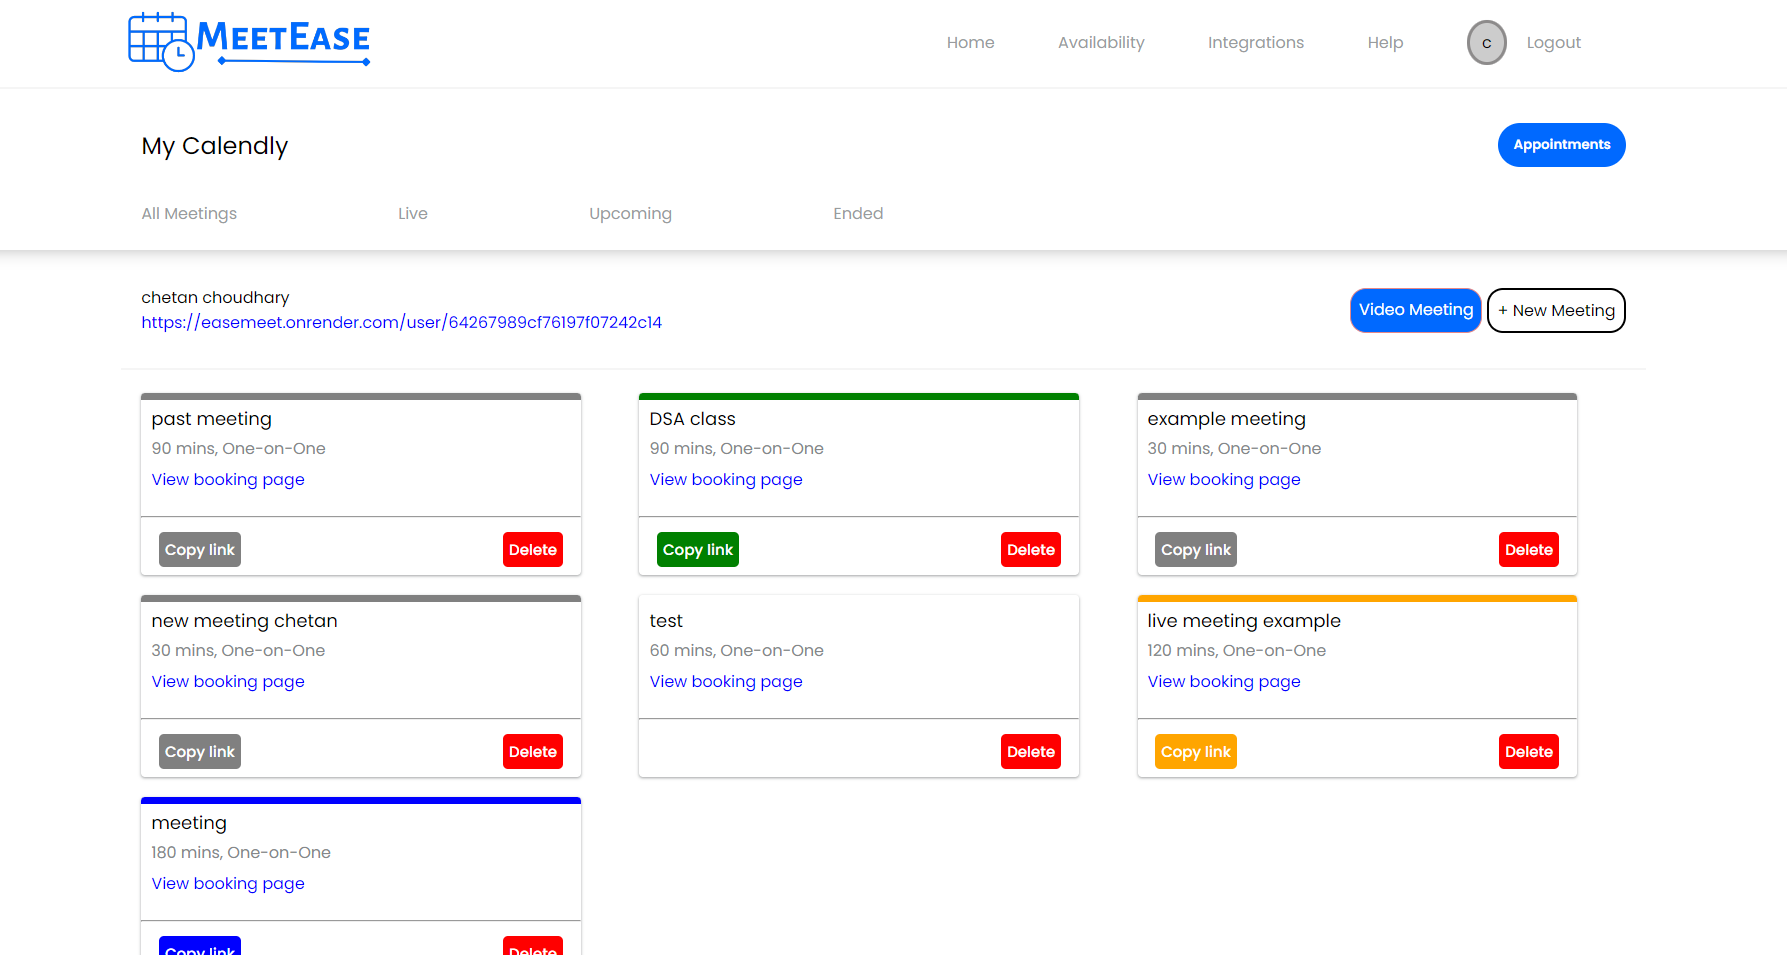 MEETEASE
Home Availability Integrations Help c Logout
My Calendly
Appointments
All Meetings Live Upcoming Ended
chetan choudhary
https://easemeet.onrender.com/user/64267989cf76197f07242c14
Video Meeting + New Meeting
past meeting
90 mins, One-on-One
View booking page
Copy link Delete
DSA class
90 mins, One-on-One
View booking page
Copy link Delete
example meeting
30 mins, One-on-One
View booking page
Copy link Delete
new meeting chetan
30 mins, One-on-One
View booking page
Copy link Delete
test
60 mins, One-on-One
View booking page
Delete
live meeting example
120 mins, One-on-One
View booking page
Copy link Delete
meeting
180 mins, One-on-One
View booking page
Copy link Delete